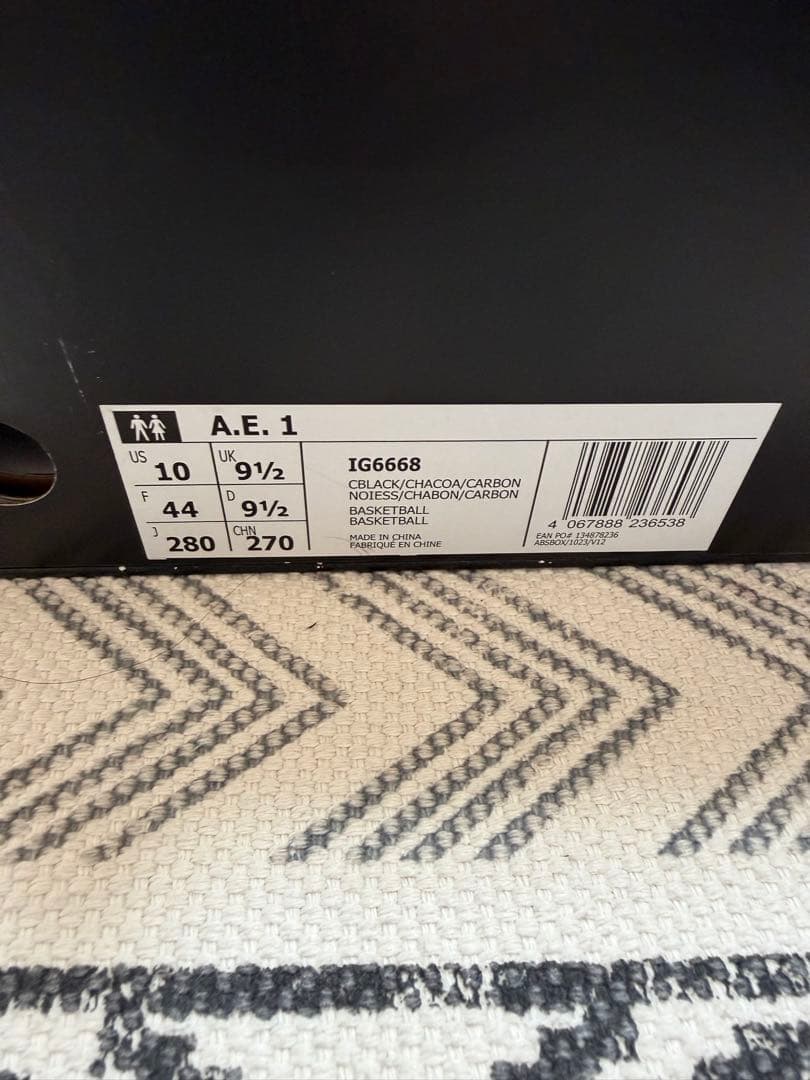 A.E. 1
US 10 UK 9½
F 44 D 9½
J 280 CHN 270
IG6668
CBLACK/CHACOA/CARBON
NOIESS/CHABON/CARBON
BASKETBALL
BASKETBALL
MADE IN CHINA
FABRIQUÉ EN CHINE
4 067888 236538
EAN PO# 134878236
ABSBOX/1023/V12